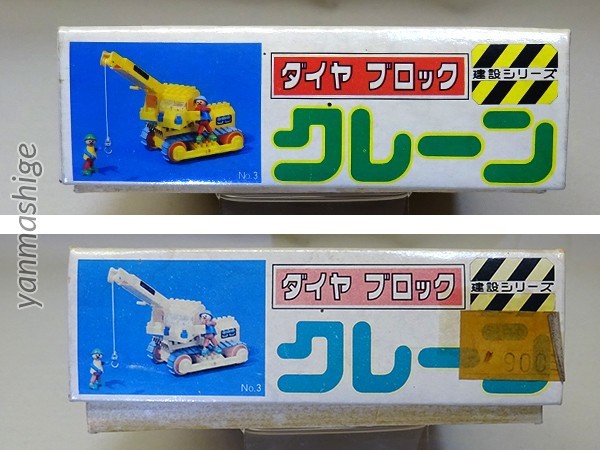 ダイヤ ブロック
建設シリーズ
クレーン
No.3
ダイヤ ブロック
建設シリーズ
クレーン
No.3
yanmashige